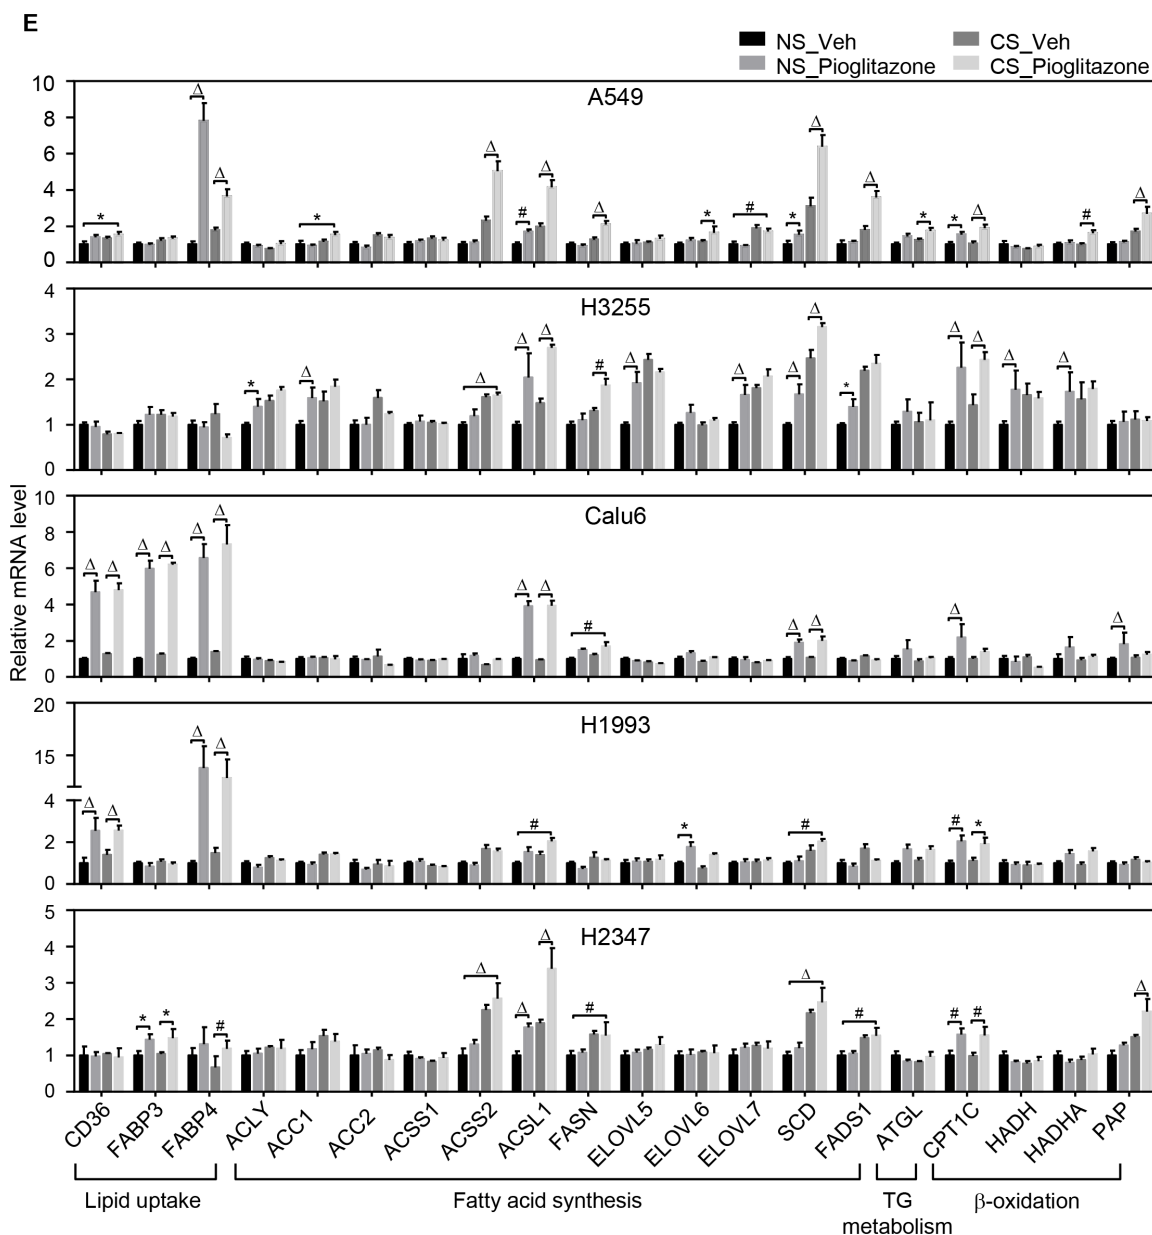 E
NS_Veh CS_Veh
NS_Pioglitazone CS_Pioglitazone
Relative mRNA level
A549
10
8
6
4
2
0
* Δ Δ * Δ # Δ Δ * # * Δ Δ * * Δ # Δ
H3255
4
3
2
1
0
* Δ Δ Δ Δ # Δ Δ Δ Δ * Δ Δ Δ Δ
Calu6
10
8
6
4
2
0
Δ Δ Δ Δ Δ Δ Δ Δ # Δ Δ Δ Δ
H1993
20
15
4
2
0
Δ Δ Δ Δ # * # # *
H2347
5
4
3
2
1
0
* * # Δ Δ Δ # Δ # # # Δ
CD36 FABP3 FABP4 ACLY ACC1 ACC2 ACSS1 ACSS2 ACSL1 FASN ELOVL5 ELOVL6 ELOVL7 SCD FADS1 ATGL CPT1C HADH HADHA PAP
Lipid uptake Fatty acid synthesis TG β-oxidation
metabolism